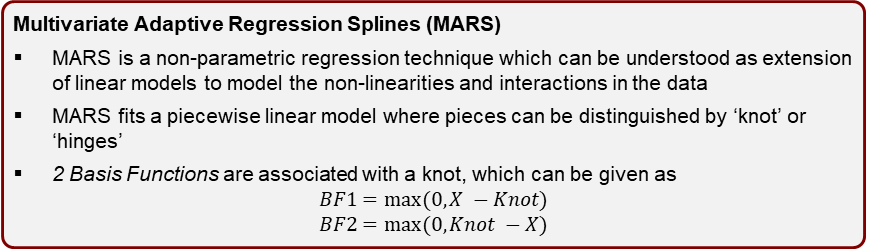 Multivariate Adaptive Regression Splines (MARS)
▪ MARS is a non-parametric regression technique which can be understood as extension
of linear models to model the non-linearities and interactions in the data
▪ MARS fits a piecewise linear model where pieces can be distinguished by ‘knot’ or
‘hinges’
▪ 2 Basis Functions are associated with a knot, which can be given as
BF1 = max(0, X − Knot)
BF2 = max(0, Knot − X)